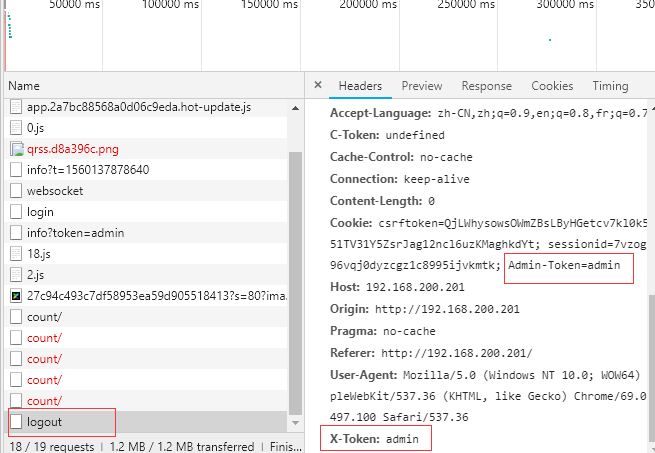 50000 ms 100000 ms 150000 ms 200000 ms 250000 ms 300000 ms
Name
× Headers Preview Response Cookies Timing
app.2a7bc88568a0d06c9eda.hot-update.js
0.js
qrss.d8a396c.png
info?t=1560137878640
websocket
login
info?token=admin
18.js
2.js
27c94c493c7df58953ea59d905518413?s=80?ima.
count/
count/
count/
count/
count/
logout
18 / 19 requests | 1.2 MB / 1.2 MB transferred | Finis...
Accept-Language: zh-CN,zh;q=0.9,en;q=0.8,fr;q=0.7
C-Token: undefined
Cache-Control: no-cache
Connection: keep-alive
Content-Length: 0
Cookie: csrftoken=QjLWhysowsOWmZBsLByHGetcv7kl0k5
51TV31Y5ZsrJag12ncl6uzKMaghkdYt; sessionid=7vzog
96vqj0dyzcgz1c8995ijvkmtk; Admin-Token=admin
Host: 192.168.200.201
Origin: http://192.168.200.201
Pragma: no-cache
Referer: http://192.168.200.201/
User-Agent: Mozilla/5.0 (Windows NT 10.0; WOW64)
pleWebKit/537.36 (KHTML, like Gecko) Chrome/69.0
497.100 Safari/537.36
X-Token: admin